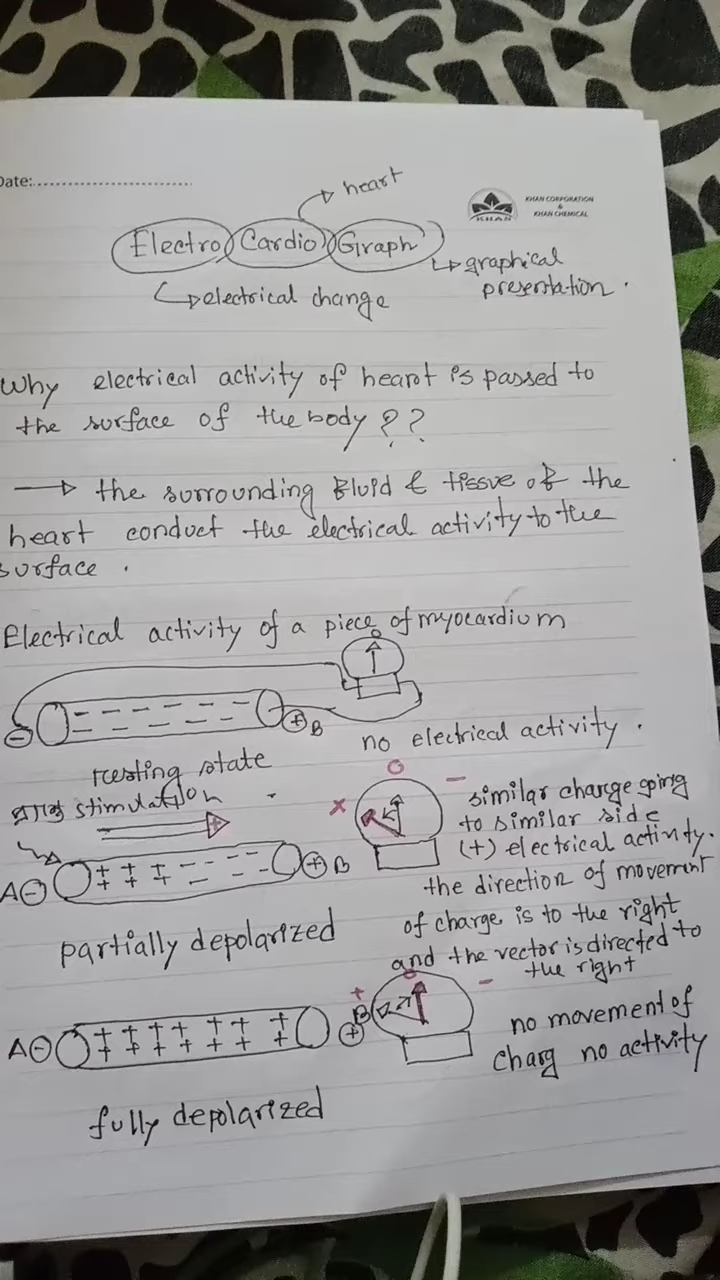 Date:
heart
KHAN CORPORATION
&
KHAN CHEMICAL
KHAN
Electro Cardio Graph
graphical
presentation.
electrical change
Why electrical activity of heart is passed to
the surface of the body ??
the surrounding fluid & tissue of the
heart conduct the electrical activity to the
surface.
Electrical activity of a piece of myocardium
o
- + B
no electrical activity.
resting state
stimulation
+
o
x
-
similar charge going
to similar side
(+) electrical activity.
A - + + + - - - + B
+ + +
the direction of movement
of charge is to the right
and the vector is directed to
the right
partially depolarized
o
+
-
B
A - + + + + + + + +
+ + + + + + +
no movement of
charg no activity
fully depolarized